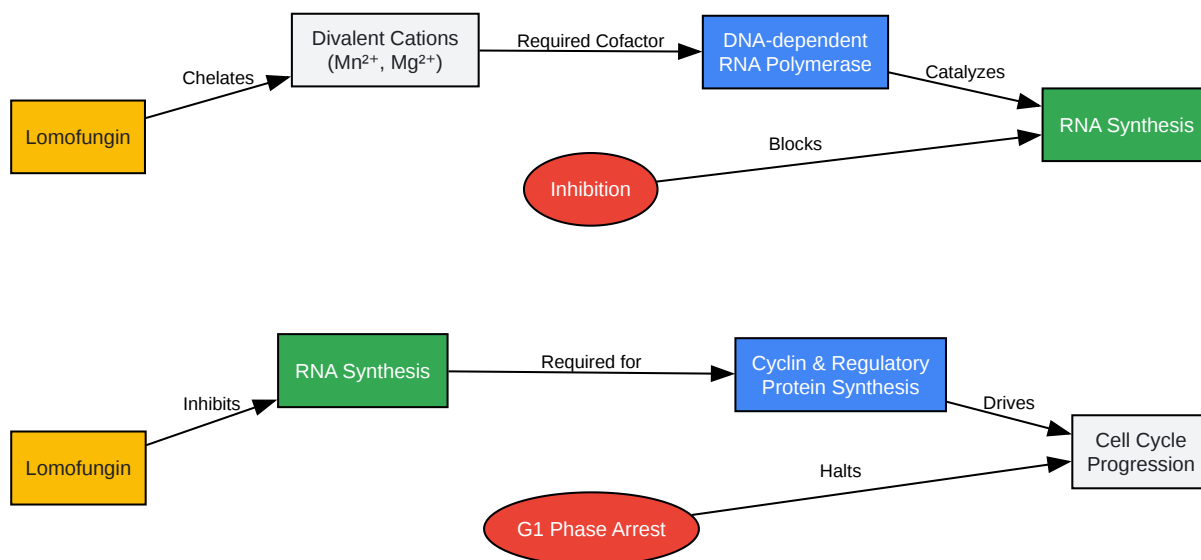 Divalent Cations
(Mn²⁺, Mg²⁺)
Required Cofactor
DNA-dependent
RNA Polymerase
Chelates
Catalyzes
Lomofungin
RNA Synthesis
Blocks
Inhibition
RNA Synthesis
Required for
Cyclin & Regulatory
Protein Synthesis
Inhibits
Drives
Lomofungin
Cell Cycle
Progression
Halts
G1 Phase Arrest